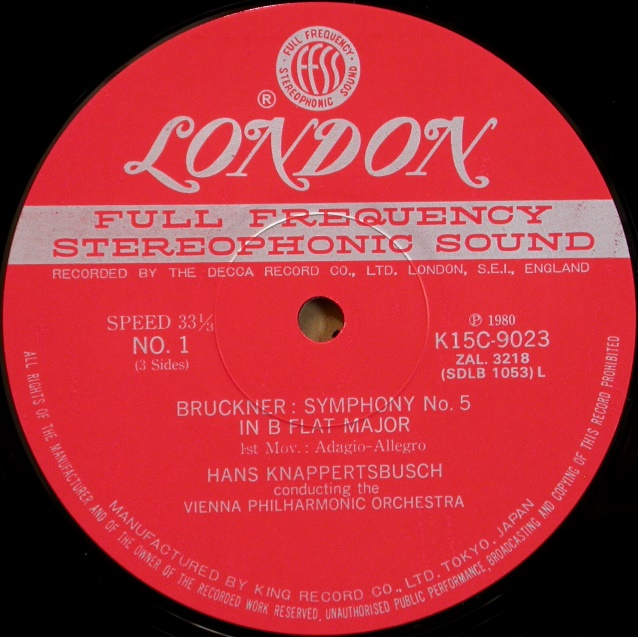 FULL FREQUENCY
FFSS
STEREOPHONIC SOUND
®
LONDON
FULL FREQUENCY
STEREOPHONIC SOUND
RECORDED BY THE DECCA RECORD CO., LTD. LONDON, S.E.I., ENGLAND
SPEED 33⅓
NO. 1
(3 Sides)
Ⓟ 1980
K15C-9023
ZAL. 3218
(SDLB 1053) L
BRUCKNER : SYMPHONY No. 5
IN B FLAT MAJOR
1st Mov. : Adagio-Allegro
HANS KNAPPERTSBUSCH
conducting the
VIENNA PHILHARMONIC ORCHESTRA
MANUFACTURED BY KING RECORD CO., LTD. TOKYO, JAPAN
ALL RIGHTS OF THE MANUFACTURER AND OF THE OWNER OF THE RECORDED WORK RESERVED, UNAUTHORISED PUBLIC PERFORMANCE, BROADCASTING AND COPYING OF THIS RECORD PROHIBITED